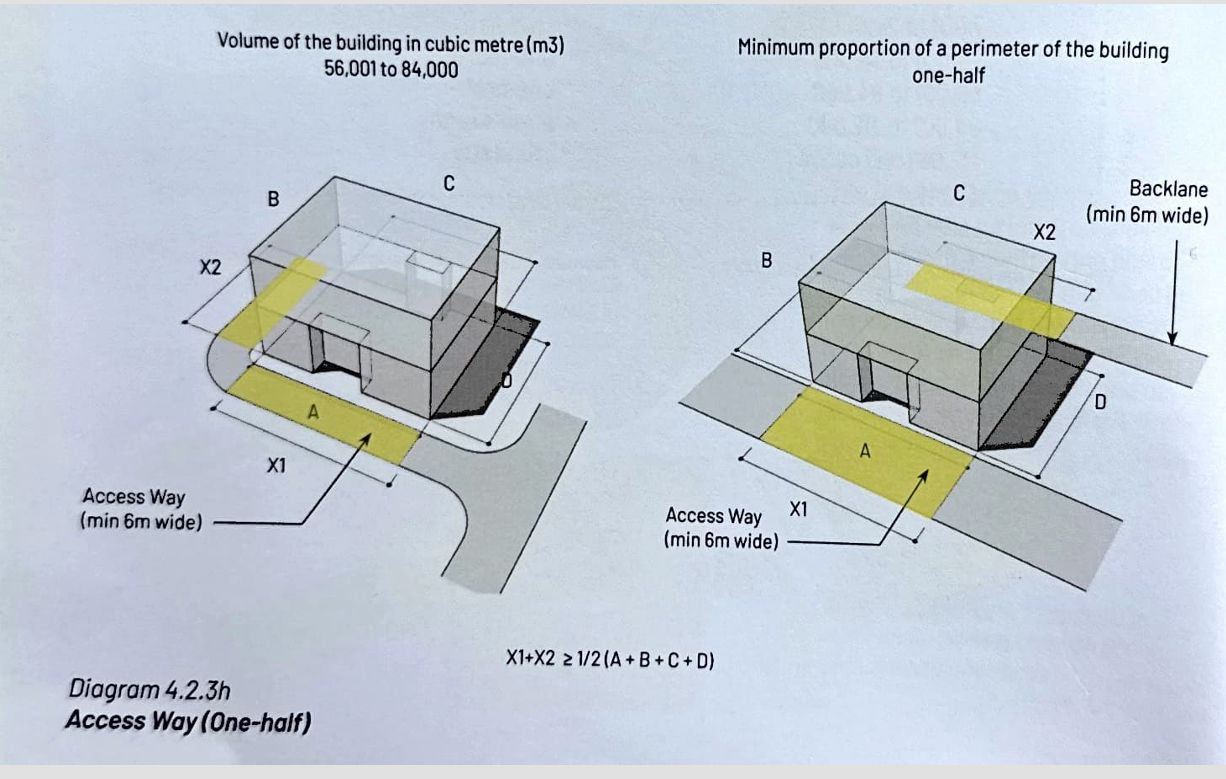 Volume of the building in cubic metre (m3)
56,001 to 84,000
Minimum proportion of a perimeter of the building
one-half
B
C
X2
A
D
X1
Access Way
(min 6m wide)
C
Backlane
(min 6m wide)
X2
B
D
A
X1
Access Way
(min 6m wide)
X1+X2 ≥ 1/2 (A + B + C + D)
Diagram 4.2.3h
Access Way (One-half)